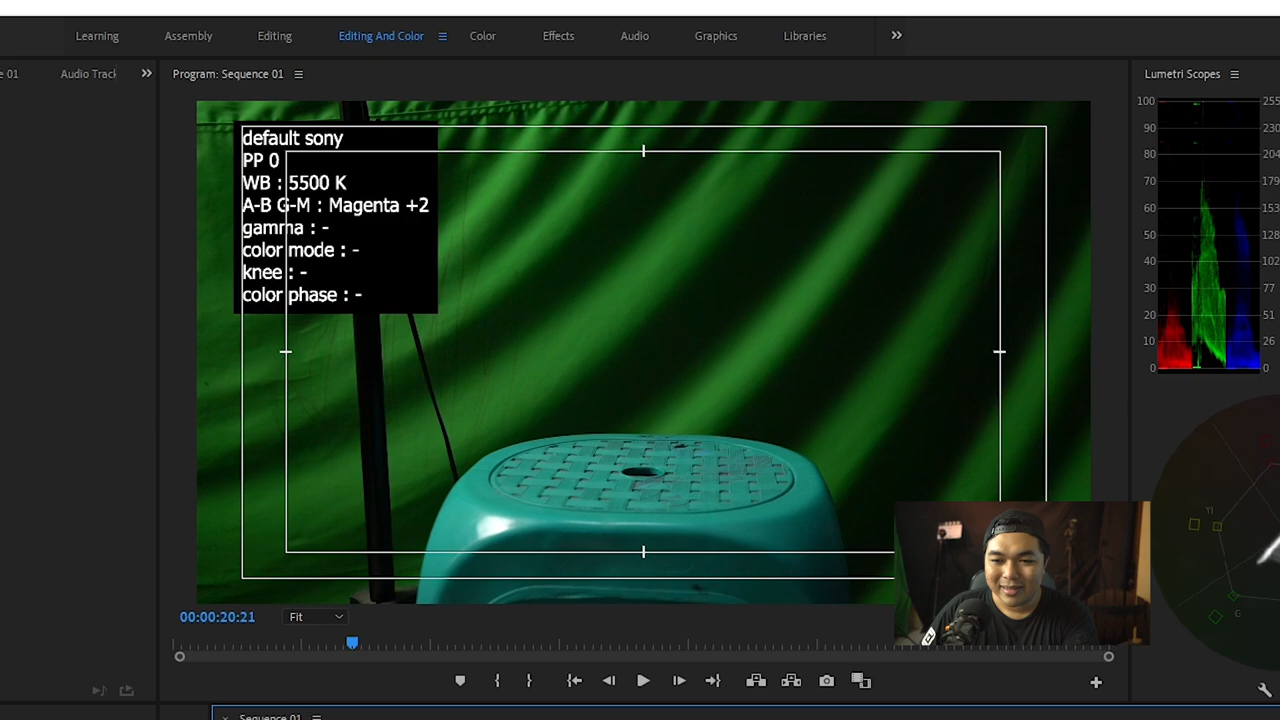 Learning Assembly Editing Editing And Color Color Effects Audio Graphics Libraries
e 01 Audio Track
Program: Sequence 01
Lumetri Scopes
default sony
PP 0
WB : 5500 K
A-B G-M : Magenta +2
gamma : -
color mode : -
knee : -
color phase : -
100 255
90 230
80 204
70 179
60 153
50 128
40 102
30 77
20 51
10 26
0 0
Yl
G
00:00:20:21 Fit
Sequence 01